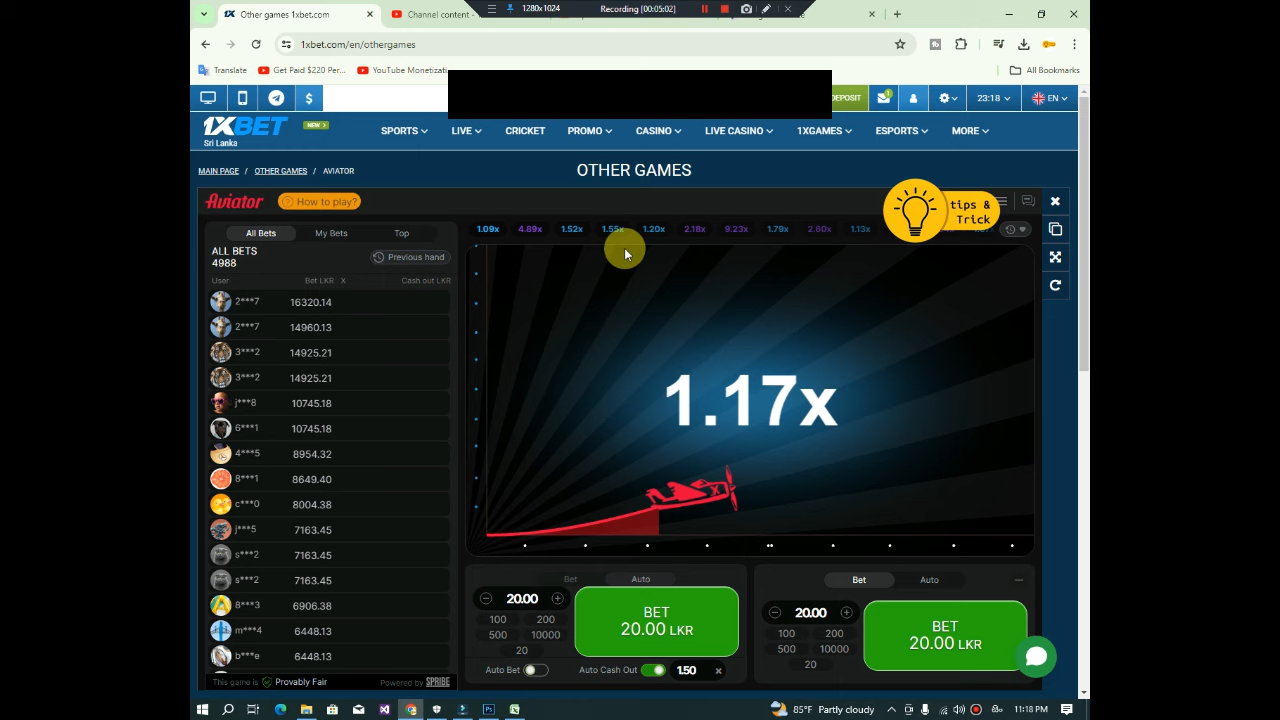 1280x1024 Recording [00:05:02]
Other games 1xbet.com
Channel content -
1xbet.com/en/othergames
Translate Get Paid $220 Per... YouTube Monetizati... All Bookmarks
$ DEPOSIT 1 23:18 EN
1XBET NEW >
Sri Lanka
SPORTS LIVE CRICKET PROMO CASINO LIVE CASINO 1XGAMES ESPORTS MORE
OTHER GAMES
MAIN PAGE / OTHER GAMES / AVIATOR
Aviator ? How to play?
tips &
Trick
1.09x 4.89x 1.52x 1.55x 1.20x 2.18x 9.23x 1.79x 2.60x 1.13x
All Bets My Bets Top
ALL BETS
4988
Previous hand
User Bet LKR X Cash out LKR
2***7 16320.14
2***7 14960.13
3***2 14925.21
3***2 14925.21
j***8 10745.18
6***1 10745.18
4***5 8954.32
8***1 8649.40
c***0 8004.38
j***5 7163.45
s***2 7163.45
s***2 7163.45
8***3 6906.38
m***4 6448.13
b***e 6448.13
This game is Provably Fair Powered by SPRIBE
1.17x
Bet Auto
20.00
100 200
500 10000
20
BET
20.00 LKR
Auto Bet Auto Cash Out 1.50 x
Bet Auto
20.00
100 200
500 10000
20
BET
20.00 LKR
85°F Partly cloudy 11:18 PM